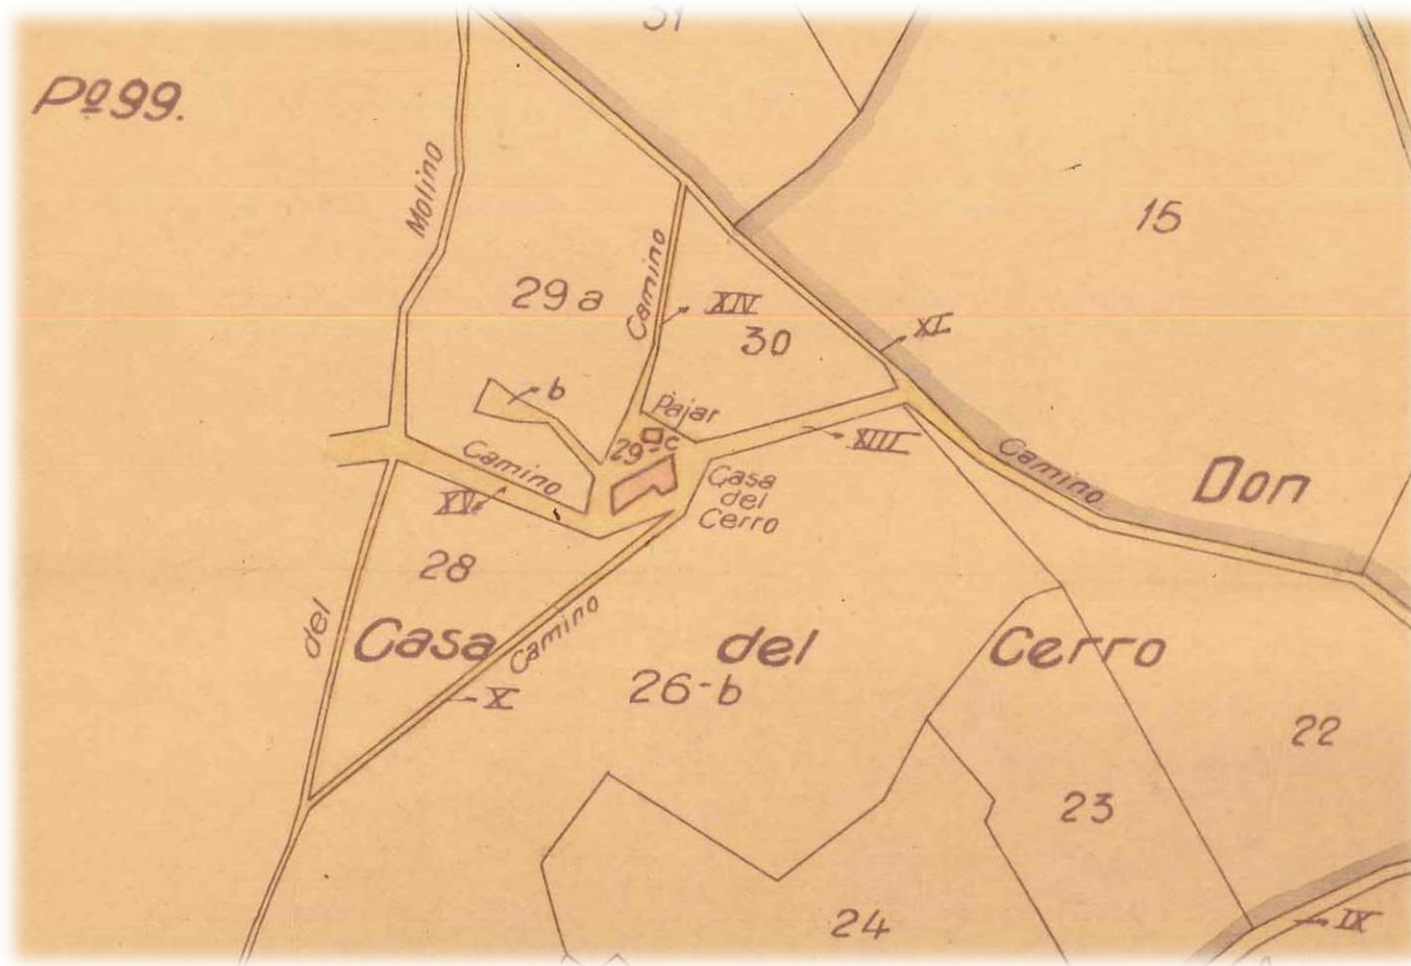 31
Pº 99.
Molino
15
29 a
Camino
XIV
30
XI
b
Pajar
29-c
XIII
Camino
XV
Casa
del
Cerro
Camino
Don
28
del
Casa del Cerro
Camino
26-b
X
22
23
24
IX